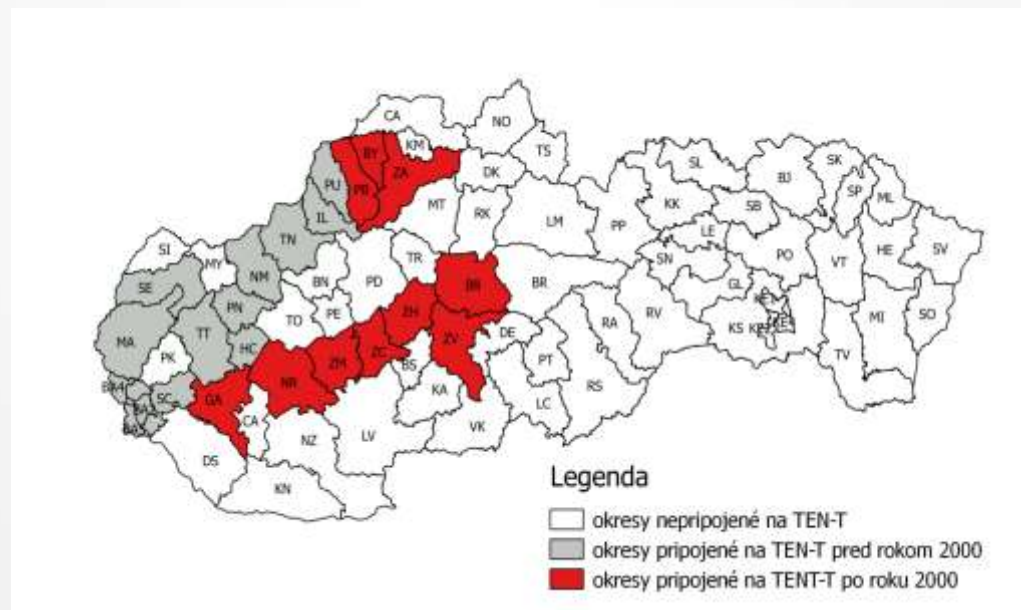 CA
NO
KM
TS
BY
ZA
DK
SL
BJ
SK
SP
ML
PU
PB
IL
MT
RK
LM
PP
KK
SB
LE
TN
SI
MY
NM
BN
PD
TR
BB
BR
SN
PO
VT
HE
SV
SE
PN
TO
PE
ZH
GL
MA
TT
HC
ZM
ZC
ZV
DE
RA
RV
KS
MI
SO
PK
NR
BS
PT
TV
BA4
SC
GA
CA
KA
RS
LC
DS
NZ
LV
VK
KN
Legenda
okresy nepripojené na TEN-T
okresy pripojené na TEN-T pred rokom 2000
okresy pripojené na TENT-T po roku 2000